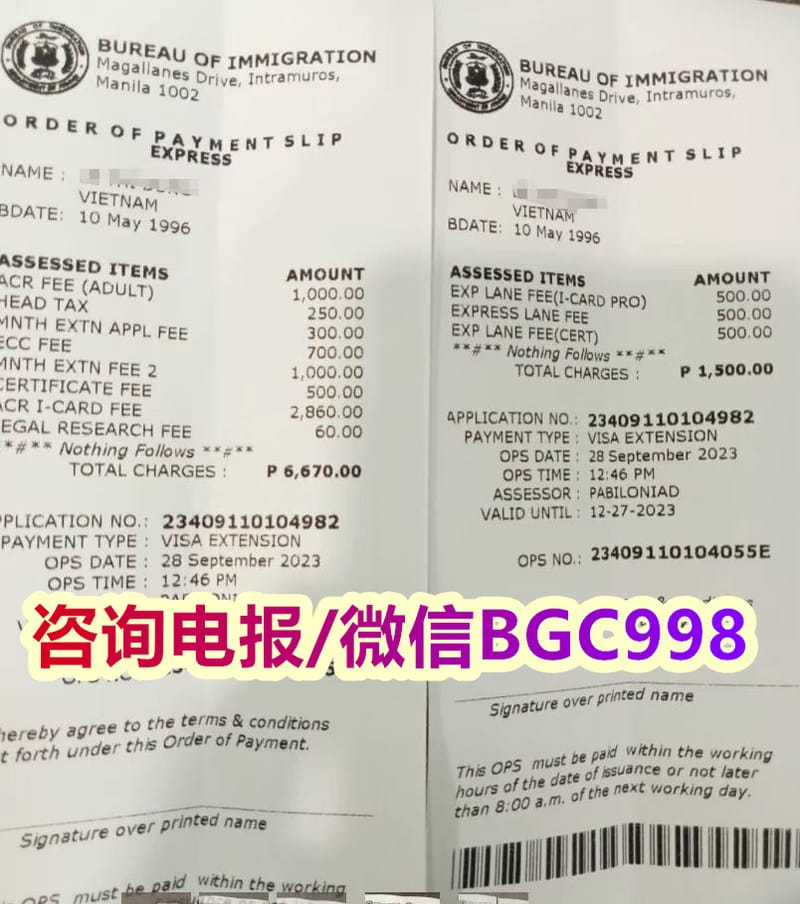 BUREAU OF IMMIGRATION
Magallanes Drive, Intramuros,
Manila 1002
ORDER OF PAYMENT SLIP
EXPRESS
NAME :
VIETNAM
BDATE: 10 May 1996
ASSESSED ITEMS AMOUNT
ACR FEE (ADULT) 1,000.00
HEAD TAX 250.00
MNTH EXTN APPL FEE 300.00
ECC FEE 700.00
MNTH EXTN FEE 2 1,000.00
CERTIFICATE FEE 500.00
ACR I-CARD FEE 2,860.00
EGAL RESEARCH FEE 60.00
**#** Nothing Follows **#**
TOTAL CHARGES : P 6,670.00
PPLICATION NO.: 23409110104982
PAYMENT TYPE : VISA EXTENSION
OPS DATE : 28 September 2023
OPS TIME : 12:46 PM
hereby agree to the terms & conditions
t forth under this Order of Payment.
Signature over printed name
OPS must be paid within the working
BUREAU OF IMMIGRATION
Magallanes Drive, Intramuros,
Manila 1002
ORDER OF PAYMENT SLIP
EXPRESS
NAME :
VIETNAM
BDATE: 10 May 1996
ASSESSED ITEMS AMOUNT
EXP LANE FEE(I-CARD PRO) 500.00
EXPRESS LANE FEE 500.00
EXP LANE FEE(CERT) 500.00
**#** Nothing Follows **#**
TOTAL CHARGES : P 1,500.00
APPLICATION NO.: 23409110104982
PAYMENT TYPE : VISA EXTENSION
OPS DATE : 28 September 2023
OPS TIME : 12:46 PM
ASSESSOR : PABILONIAD
VALID UNTIL : 12-27-2023
OPS NO.: 23409110104055E
咨询电报/微信BGC998
Signature over printed name
This OPS must be paid within the working
hours of the date of issuance or not later
than 8:00 a.m. of the next working day.